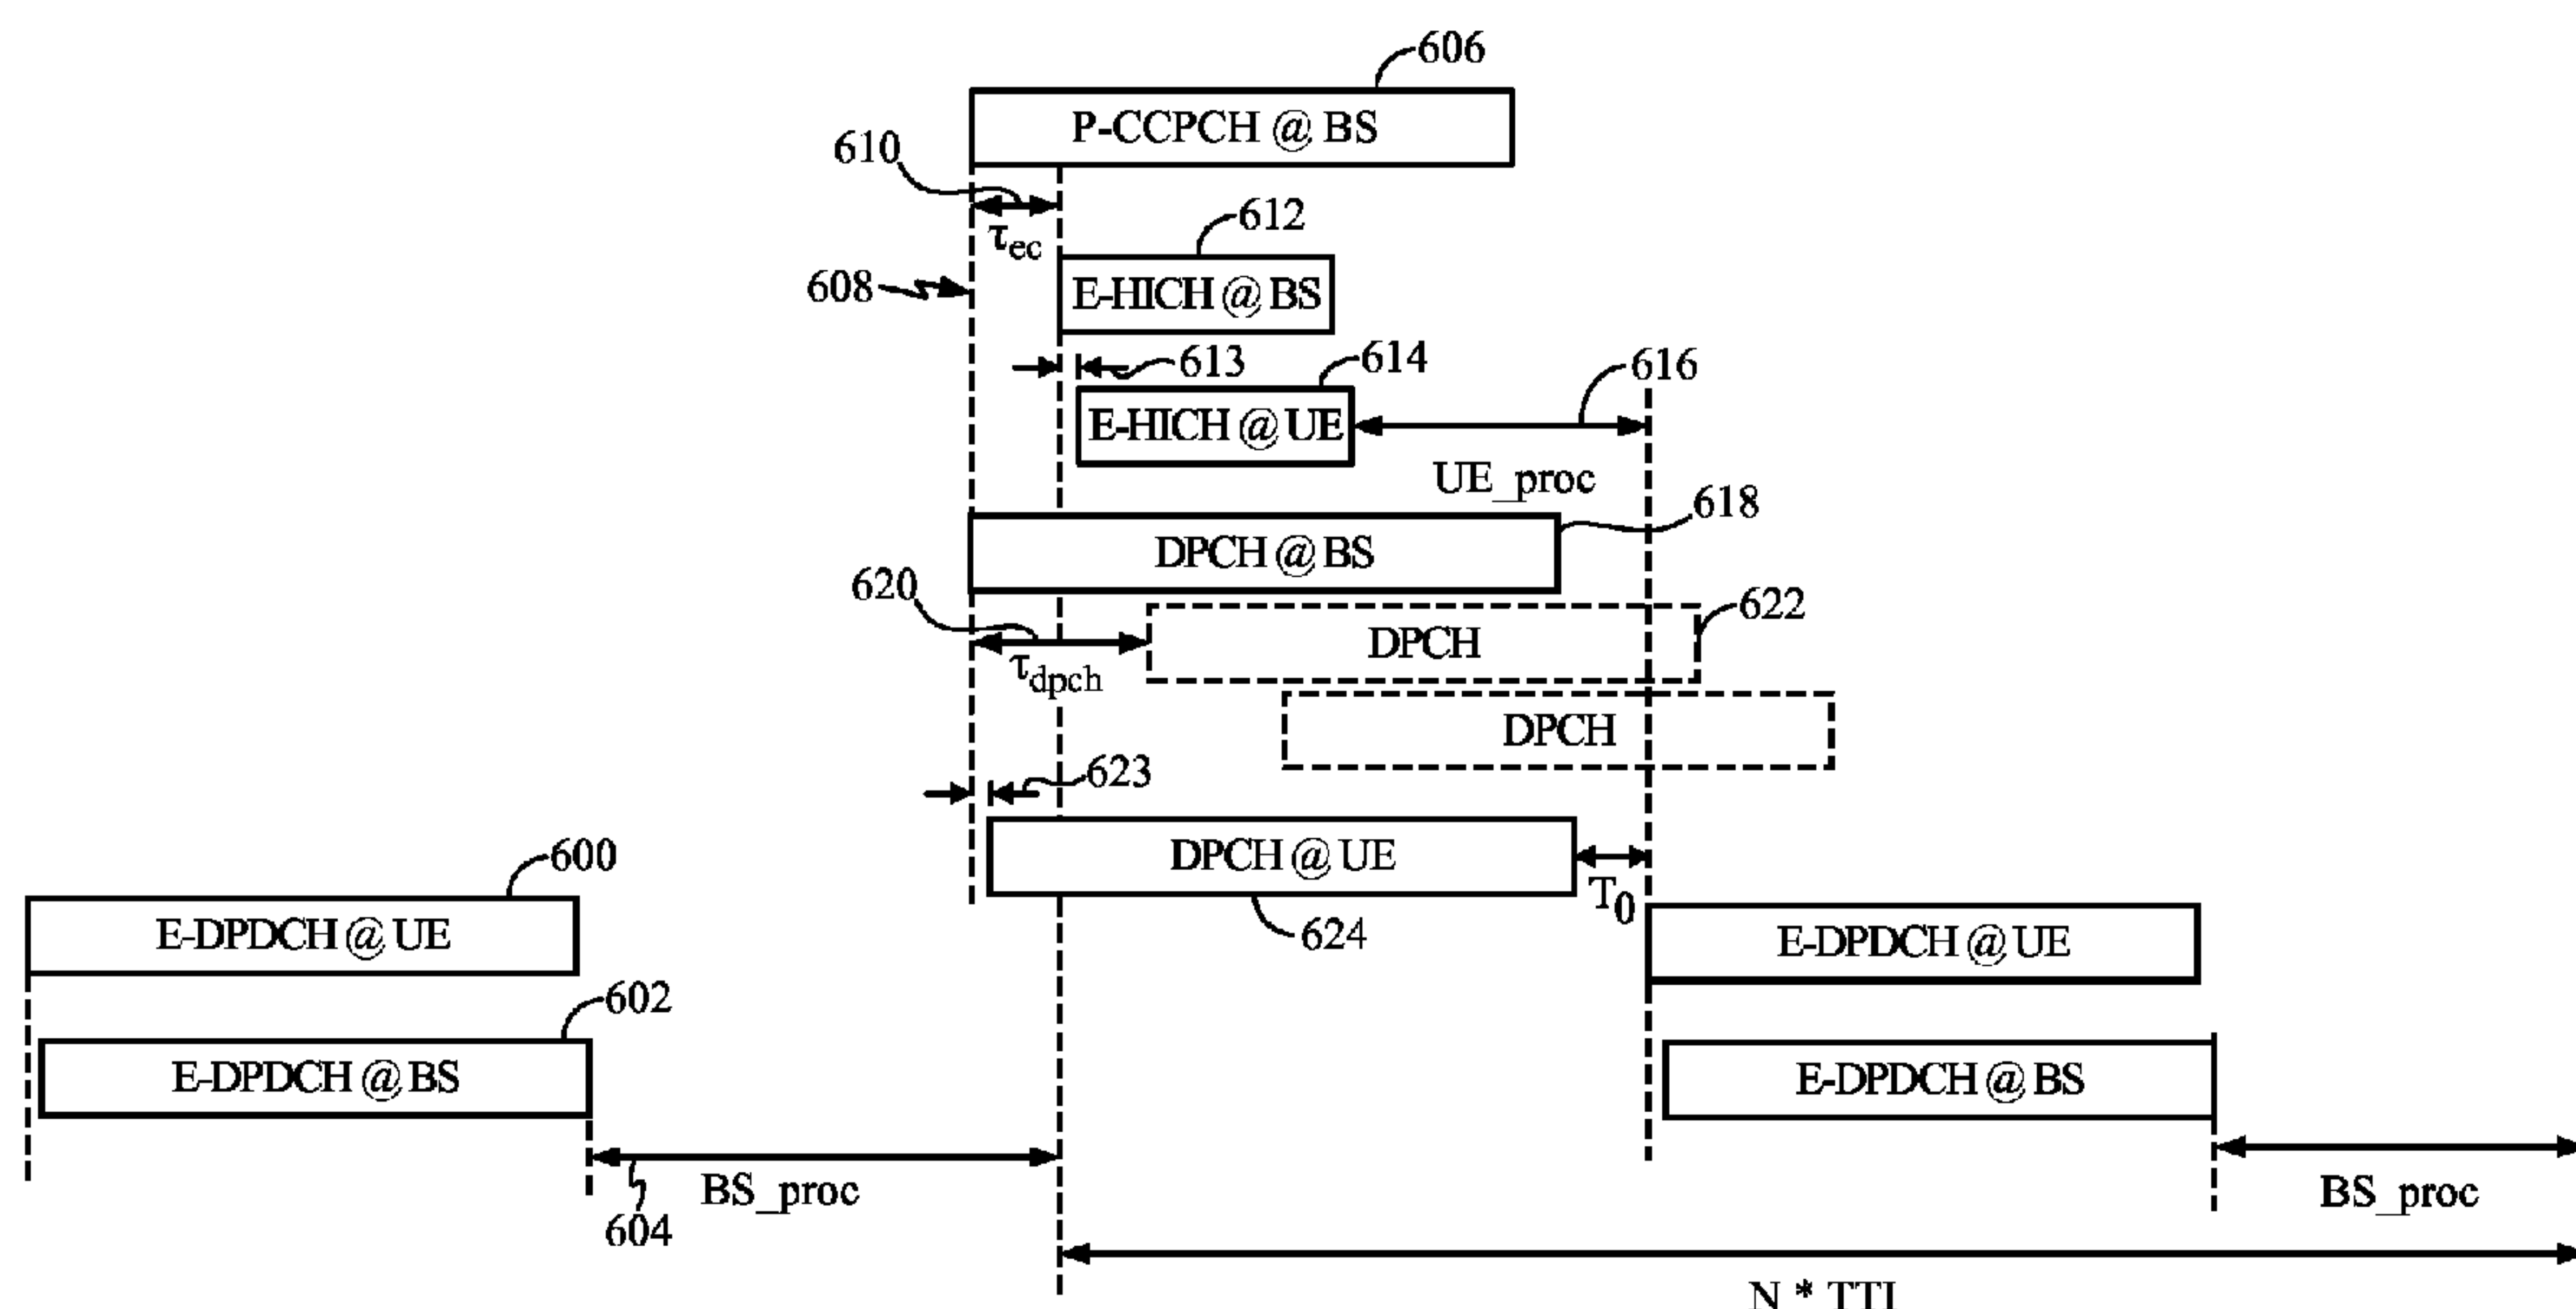 606
P-CCPCH @ BS
610
τec
612
608
E-HICH @ BS
613
614
616
E-HICH @ UE
UE_proc
618
DPCH @ BS
620
622
DPCH
τdpch
DPCH
623
600
DPCH @ UE
T0
624
E-DPDCH @ UE
E-DPDCH @ UE
602
E-DPDCH @ BS
E-DPDCH @ BS
BS_proc
BS_proc
604
N * TTI